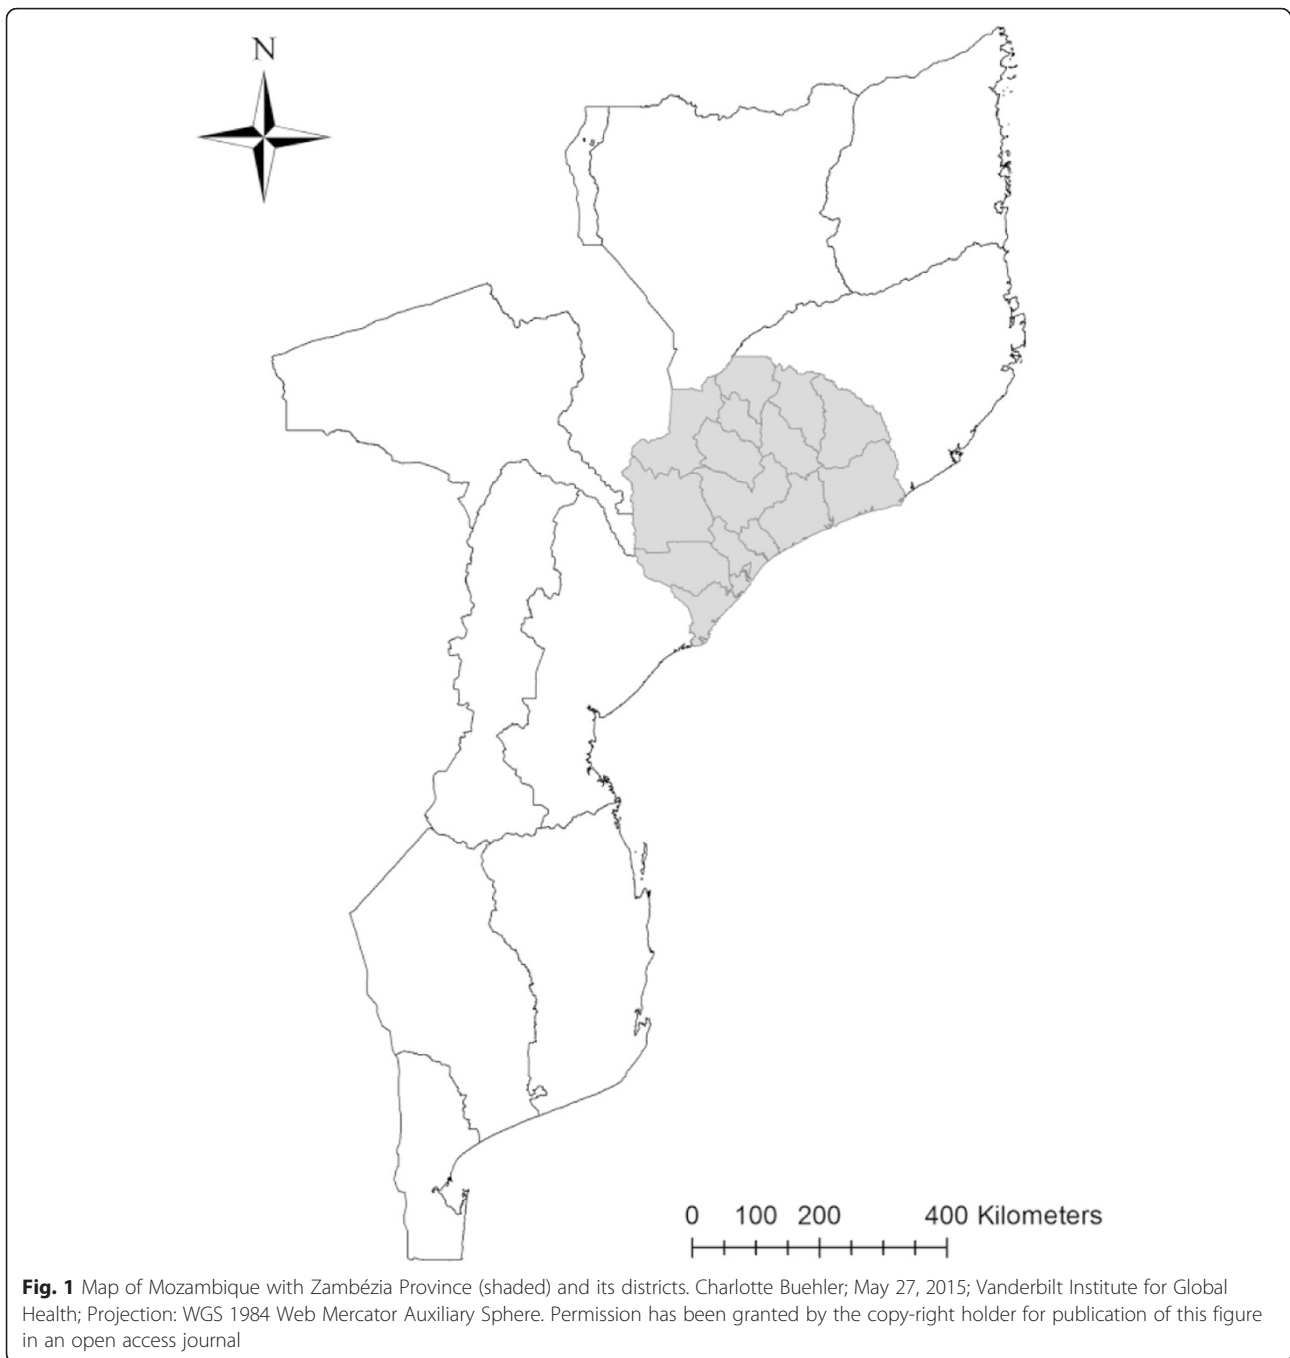 N
0 100 200 400 Kilometers
Fig. 1 Map of Mozambique with Zambézia Province (shaded) and its districts. Charlotte Buehler; May 27, 2015; Vanderbilt Institute for Global
Health; Projection: WGS 1984 Web Mercator Auxiliary Sphere. Permission has been granted by the copy-right holder for publication of this figure
in an open access journal